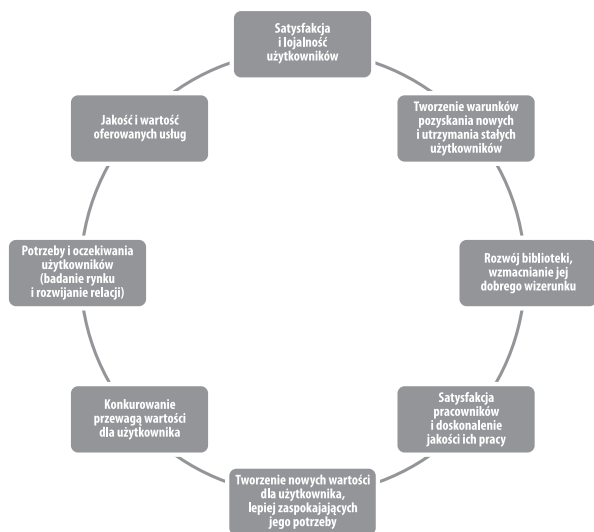 Satysfakcja
i lojalność
użytkowników
Tworzenie warunków
pozyskania nowych
i utrzymania stałych
użytkowników
Rozwój biblioteki,
wzmacnianie jej
dobrego wizerunku
Satysfakcja
pracowników
i doskonalenie
jakości ich pracy
Tworzenie nowych wartości
dla użytkownika,
lepiej zaspokajających
jego potrzeby
Konkurowanie
przewagą wartości
dla użytkownika
Potrzeby i oczekiwania
użytkowników
(badanie rynku
i rozwijanie relacji)
Jakość i wartość
oferowanych usług